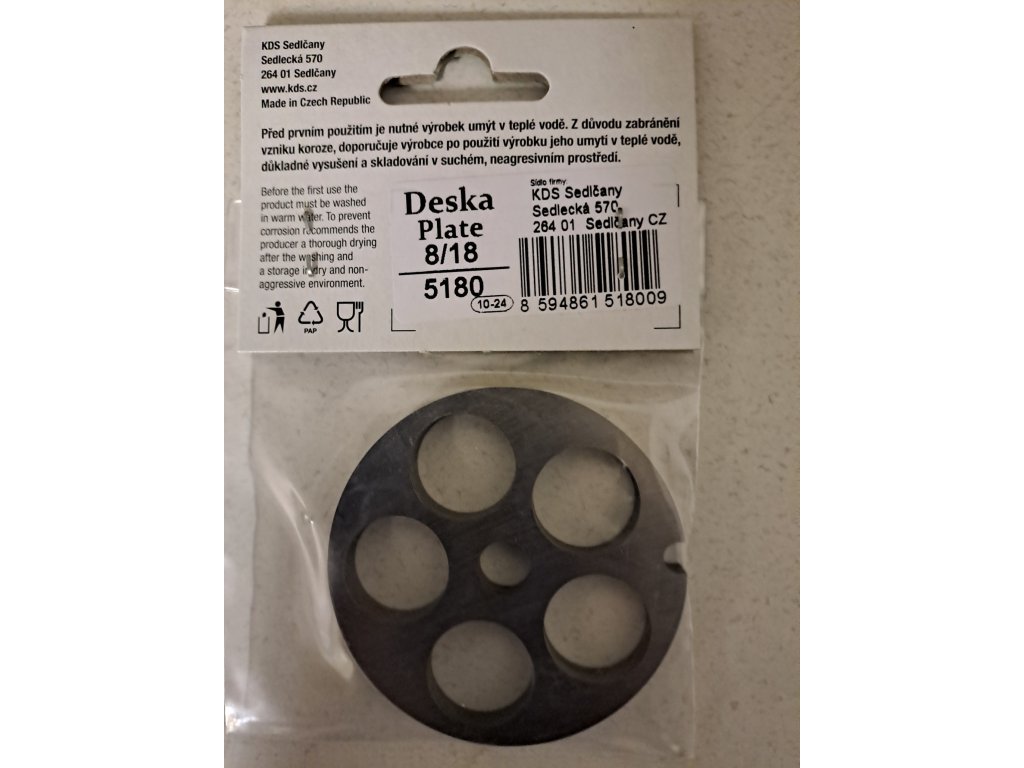 KDS Sedlčany
Sedlecká 570
264 01 Sedlčany
www.kds.cz
Made in Czech Republic
Před prvním použitím je nutné výrobek umýt v teplé vodě. Z důvodu zabránění
vzniku koroze, doporučuje výrobce po použití výrobku jeho umytí v teplé vodě,
důkladné vysušení a skladování v suchém, neagresivním prostředí.
Before the first use the
product must be washed
in warm water. To prevent
corrosion recommends the
producer a thorough drying
after the washing and
a storage in dry and non-
aggressive environment.
PAP
Deska
Plate
8/18
5180
10-24
Sídlo firmy
KDS Sedlčany
Sedlecká 570
264 01 Sedlčany CZ
8 594861 518009